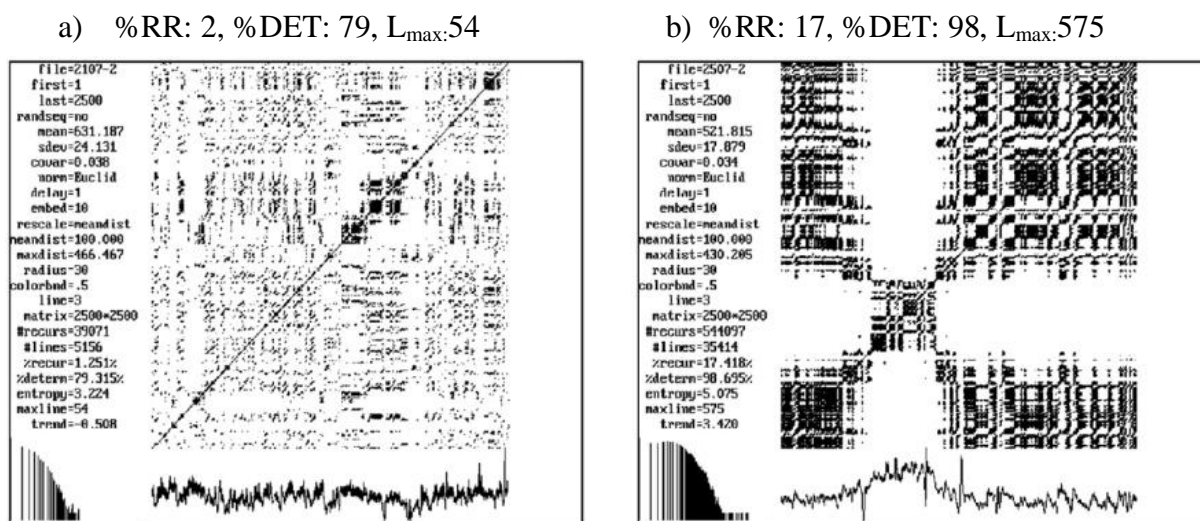 a) %RR: 2, %DET: 79, Lmax:54
file=2107-2
first=1
last=2500
randseq=no
mean=631.187
sdev=24.131
covar=0.038
norm=Euclid
delay=1
embed=10
rescale=meandist
meandist=100.000
maxdist=466.467
radius=30
colorbnd=.5
line=3
matrix=2500*2500
#recurs=39071
#lines=5156
%recur=1.251%
%determ=79.315%
entropy=3.224
maxline=54
trend=-0.508
b) %RR: 17, %DET: 98, Lmax:575
file=2507-2
first=1
last=2500
randseq=no
mean=521.815
sdev=17.879
covar=0.034
norm=Euclid
delay=1
embed=10
rescale=meandist
meandist=100.000
maxdist=430.205
radius=30
colorbnd=.5
line=3
matrix=2500*2500
#recurs=544097
#lines=35414
%recur=17.418%
%determ=98.695%
entropy=5.075
maxline=575
trend=3.420